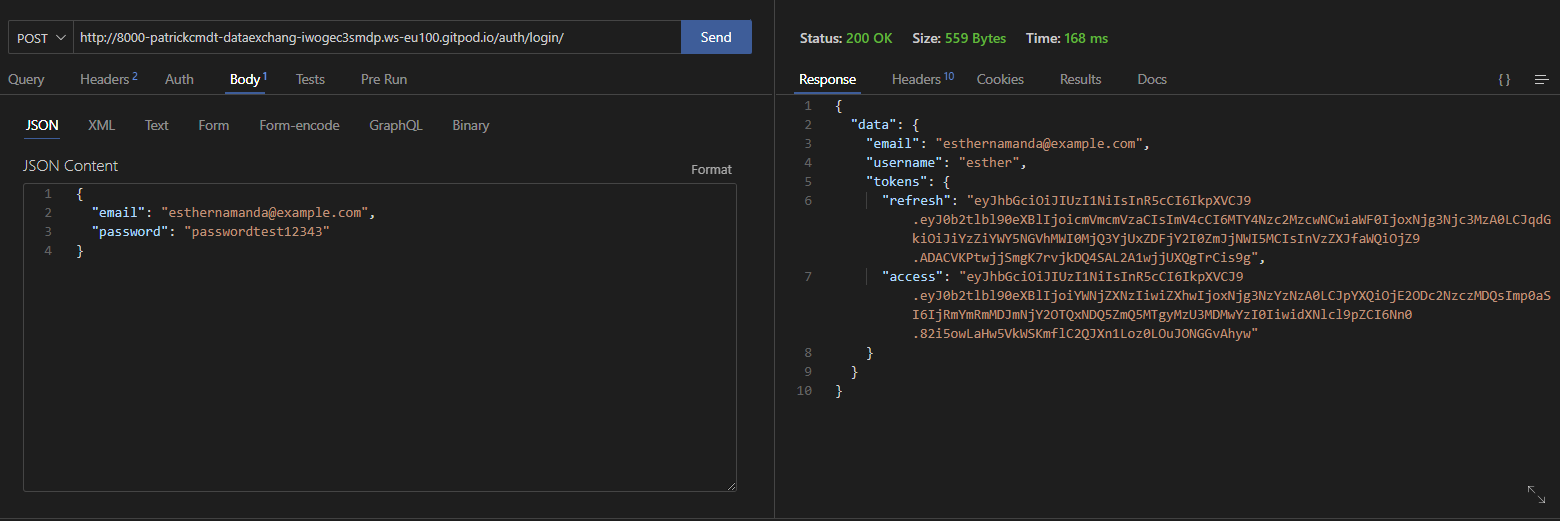 POST http://8000-patrickcmdt-dataexchang-iwogec3smdp.ws-eu100.gitpod.io/auth/login/ Send
Query Headers 2 Auth Body 1 Tests Pre Run
JSON XML Text Form Form-encode GraphQL Binary
JSON Content Format
1 {
2 "email": "esthernamanda@example.com",
3 "password": "passwordtest12343"
4 }
Status: 200 OK Size: 559 Bytes Time: 168 ms
Response Headers 10 Cookies Results Docs { }
1 {
2 "data": {
3 "email": "esthernamanda@example.com",
4 "username": "esther",
5 "tokens": {
6 "refresh": "eyJhbGciOiJIUzI1NiIsInR5cCI6IkpXVCJ9
.eyJ0b2tlbl90eXBlIjoicmVmcmVzaCIsImV4cCI6MTY4Nzc2MzcwNCwiaWF0IjoxNjg3Njc3MzA0LCJqdG
kiOiJiYzZiYWY5NGVhMWI0MjQ3YjUxZDFjY2I0ZmJjNWI5MCIsInVzZXJfaWQiOjZ9
.ADACVKPtwjjSmgK7rvjkDQ4SAL2A1wjjUXQgTrCis9g",
7 "access": "eyJhbGciOiJIUzI1NiIsInR5cCI6IkpXVCJ9
.eyJ0b2tlbl90eXBlIjoiYWNjZXNzIiwiZXhwIjoxNjg3NzYzNzA0LCJpYXQiOjE2ODc2NzczMDQsImp0aS
I6IjRmYmRmMDJmNjY2OTQxNDQ5ZmQ5MTgyMzU3MDMwYzI0IiwidXNlcl9pZCI6Nn0
.82i5owLaHw5VkWSKmflC2QJXn1Loz0LOuJONGGvAhyw"
8 }
9 }
10 }